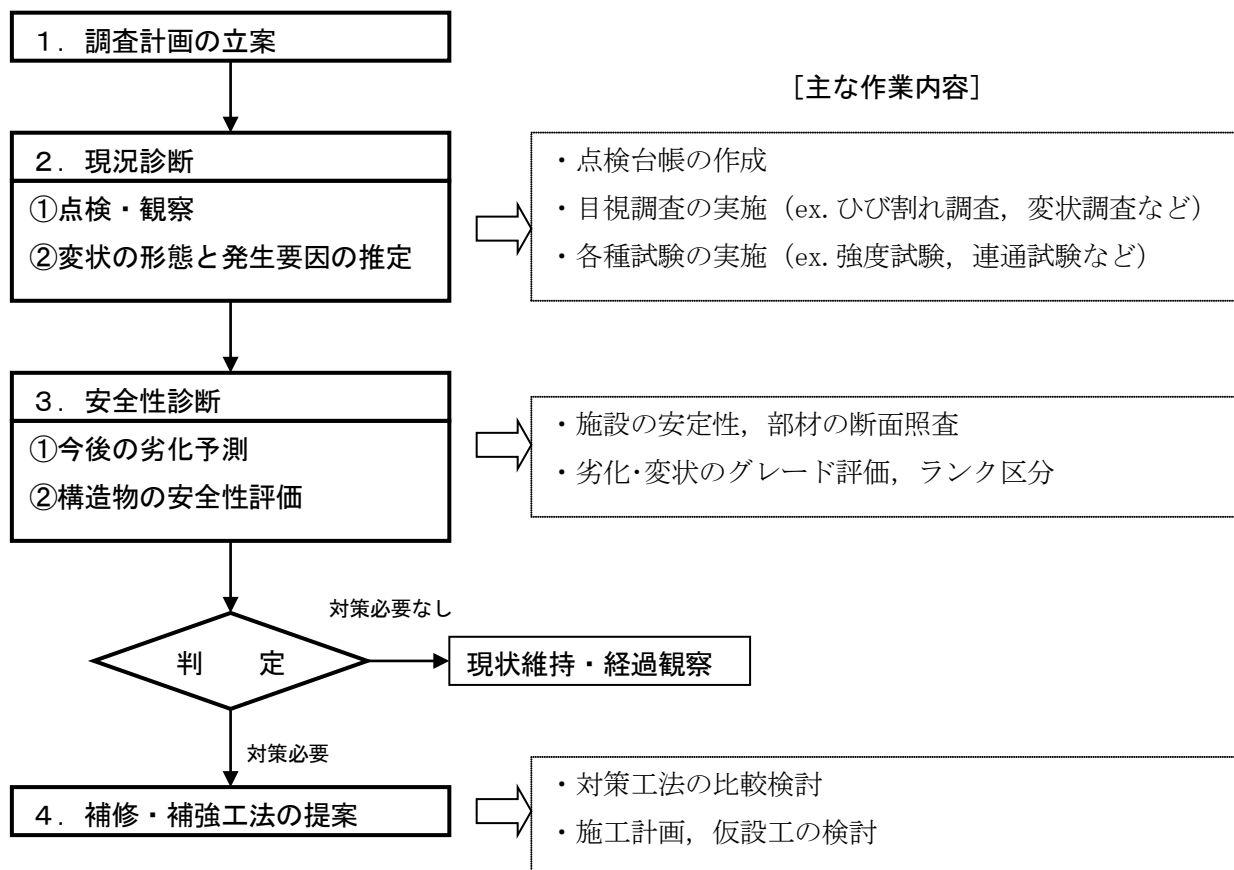 １．調査計画の立案
［主な作業内容］
２．現況診断
①点検・観察
②変状の形態と発生要因の推定
・点検台帳の作成
・目視調査の実施（ex.ひび割れ調査，変状調査など）
・各種試験の実施（ex.強度試験，連通試験など）
３．安全性診断
①今後の劣化予測
②構造物の安全性評価
・施設の安定性，部材の断面照査
・劣化･変状のグレード評価，ランク区分
対策必要なし
判　　定
現状維持・経過観察
対策必要
４．補修・補強工法の提案
・対策工法の比較検討
・施工計画，仮設工の検討